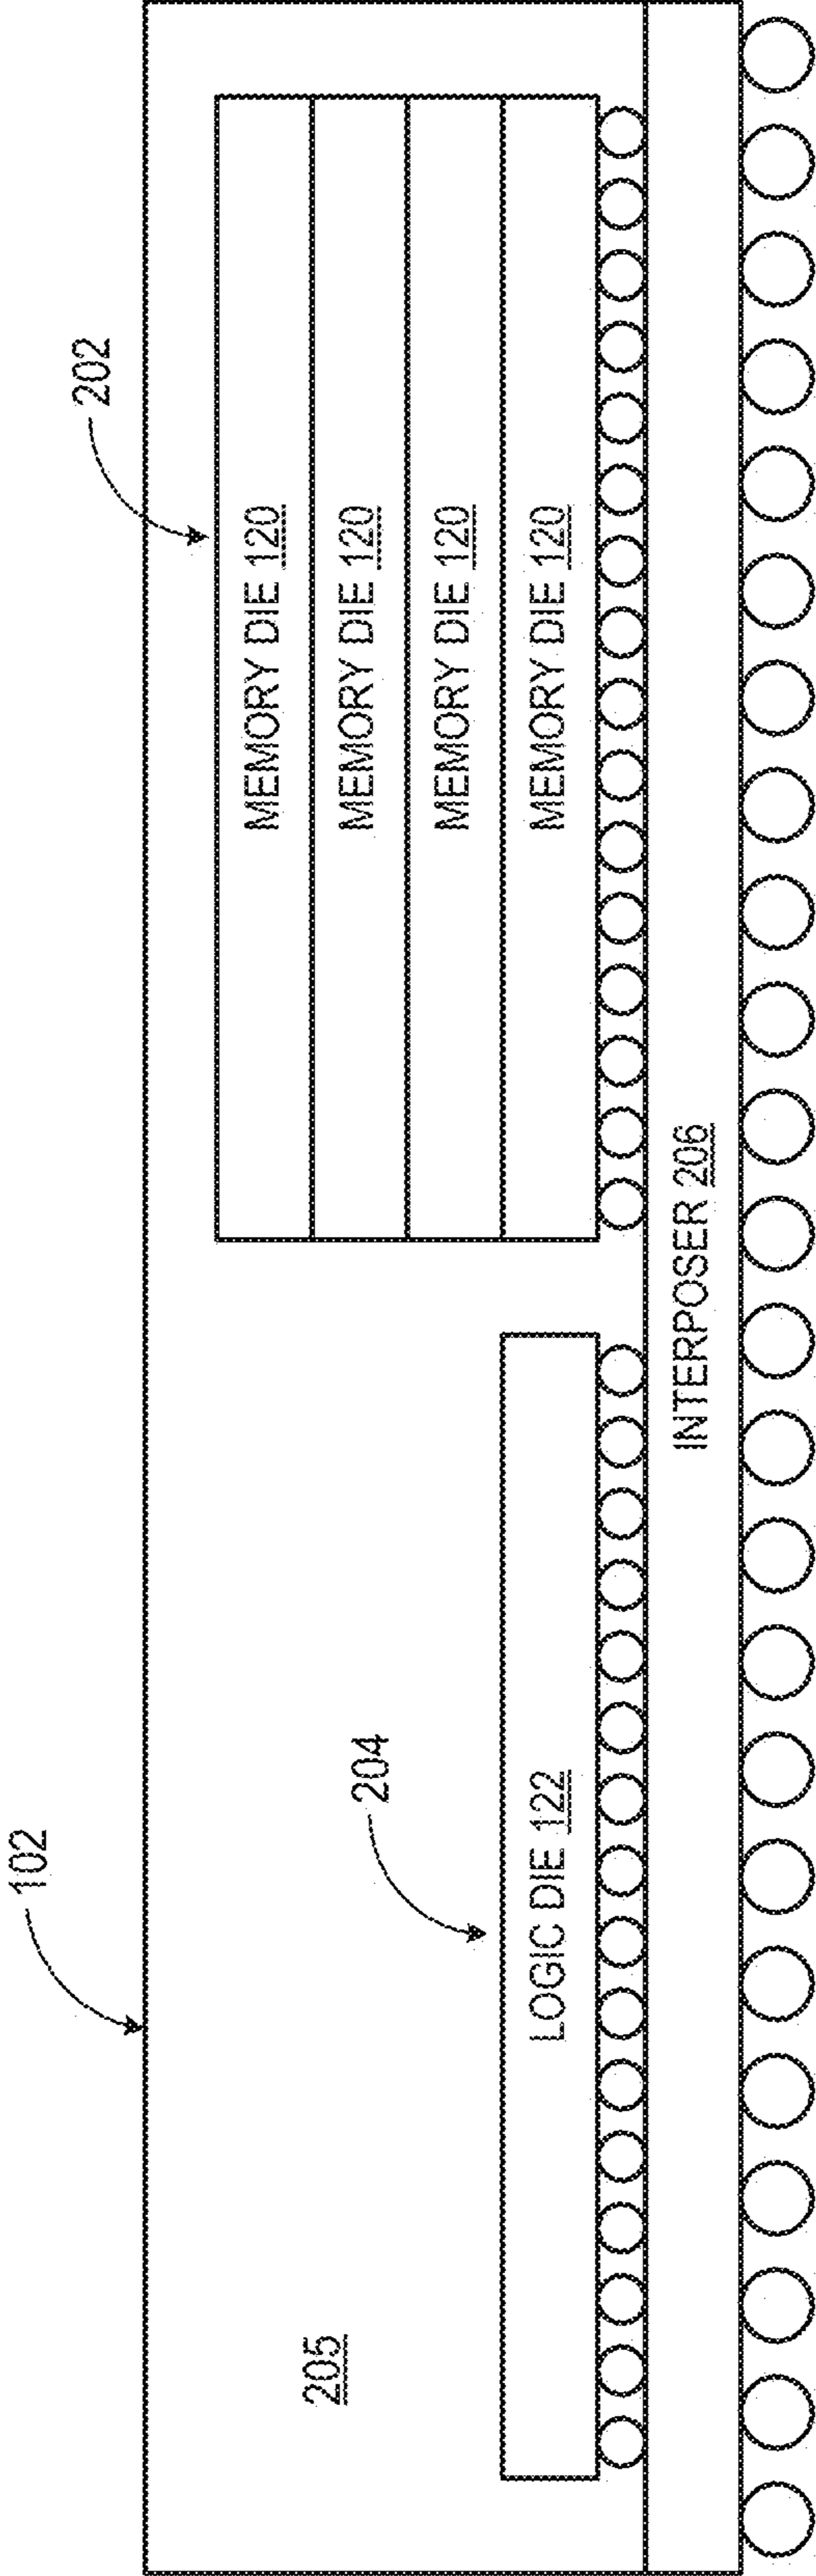 102
202
204
205
MEMORY DIE 120
MEMORY DIE 120
MEMORY DIE 120
MEMORY DIE 120
LOGIC DIE 122
INTERPOSER 206